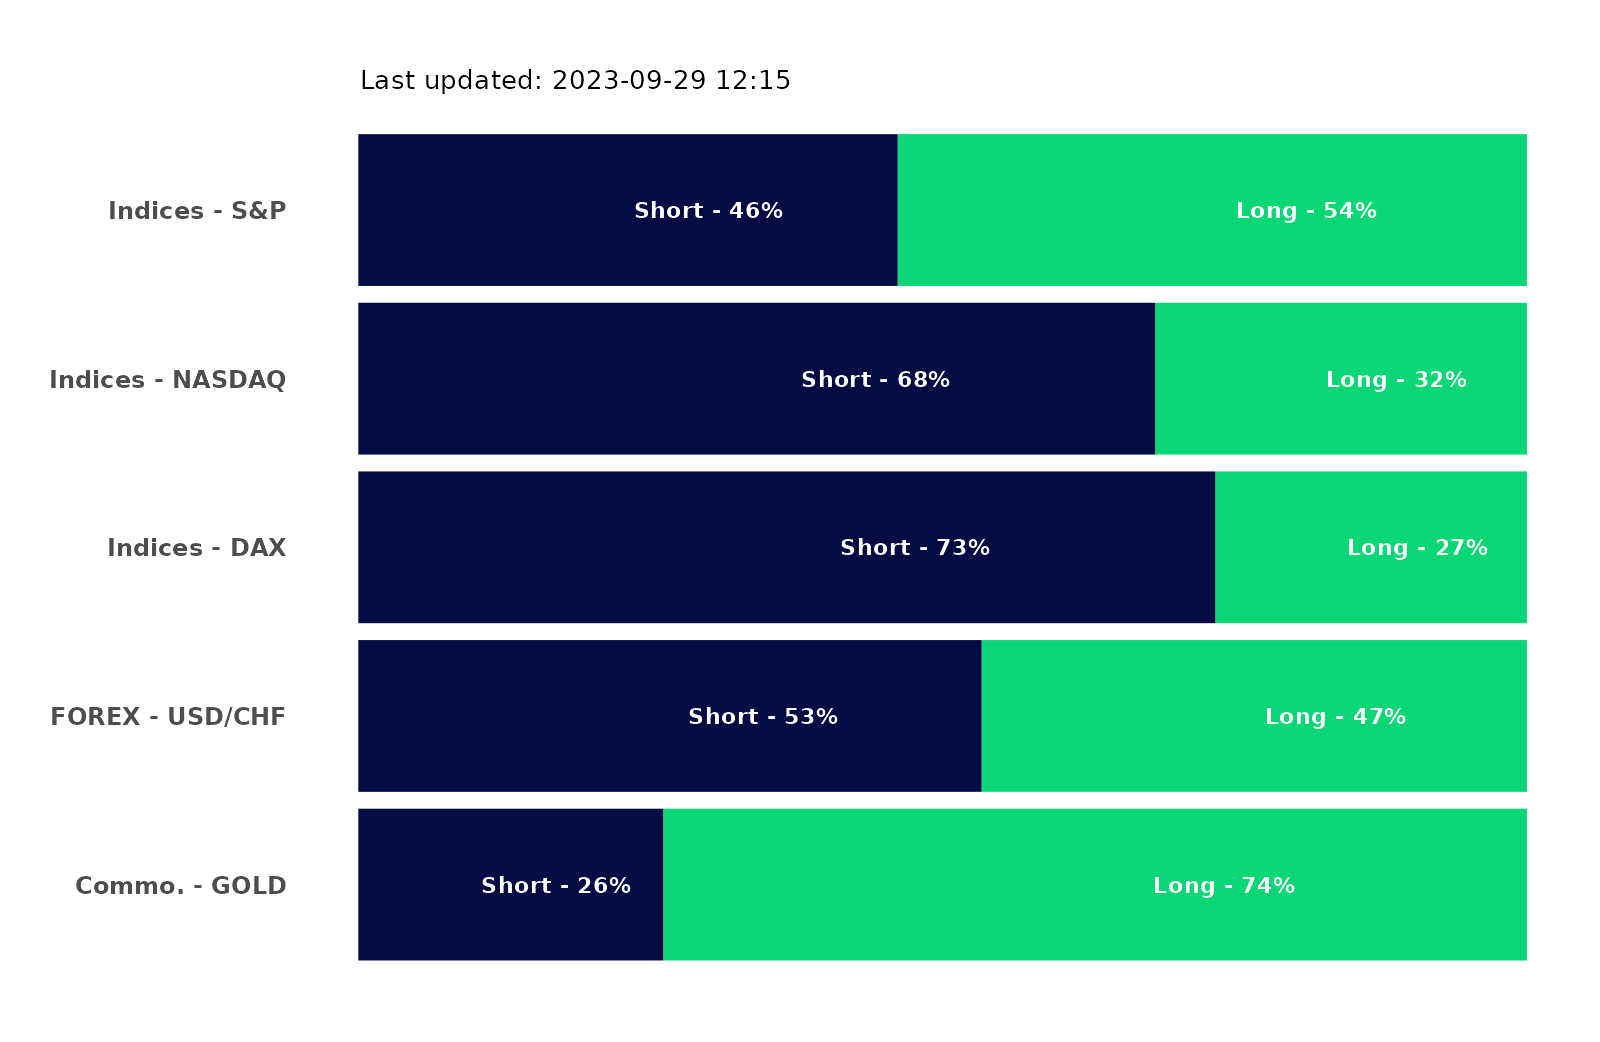 Last updated: 2023-09-29 12:15
Indices - S&P
Short - 46%
Long - 54%
Indices - NASDAQ
Short - 68%
Long - 32%
Indices - DAX
Short - 73%
Long - 27%
FOREX - USD/CHF
Short - 53%
Long - 47%
Commo. - GOLD
Short - 26%
Long - 74%